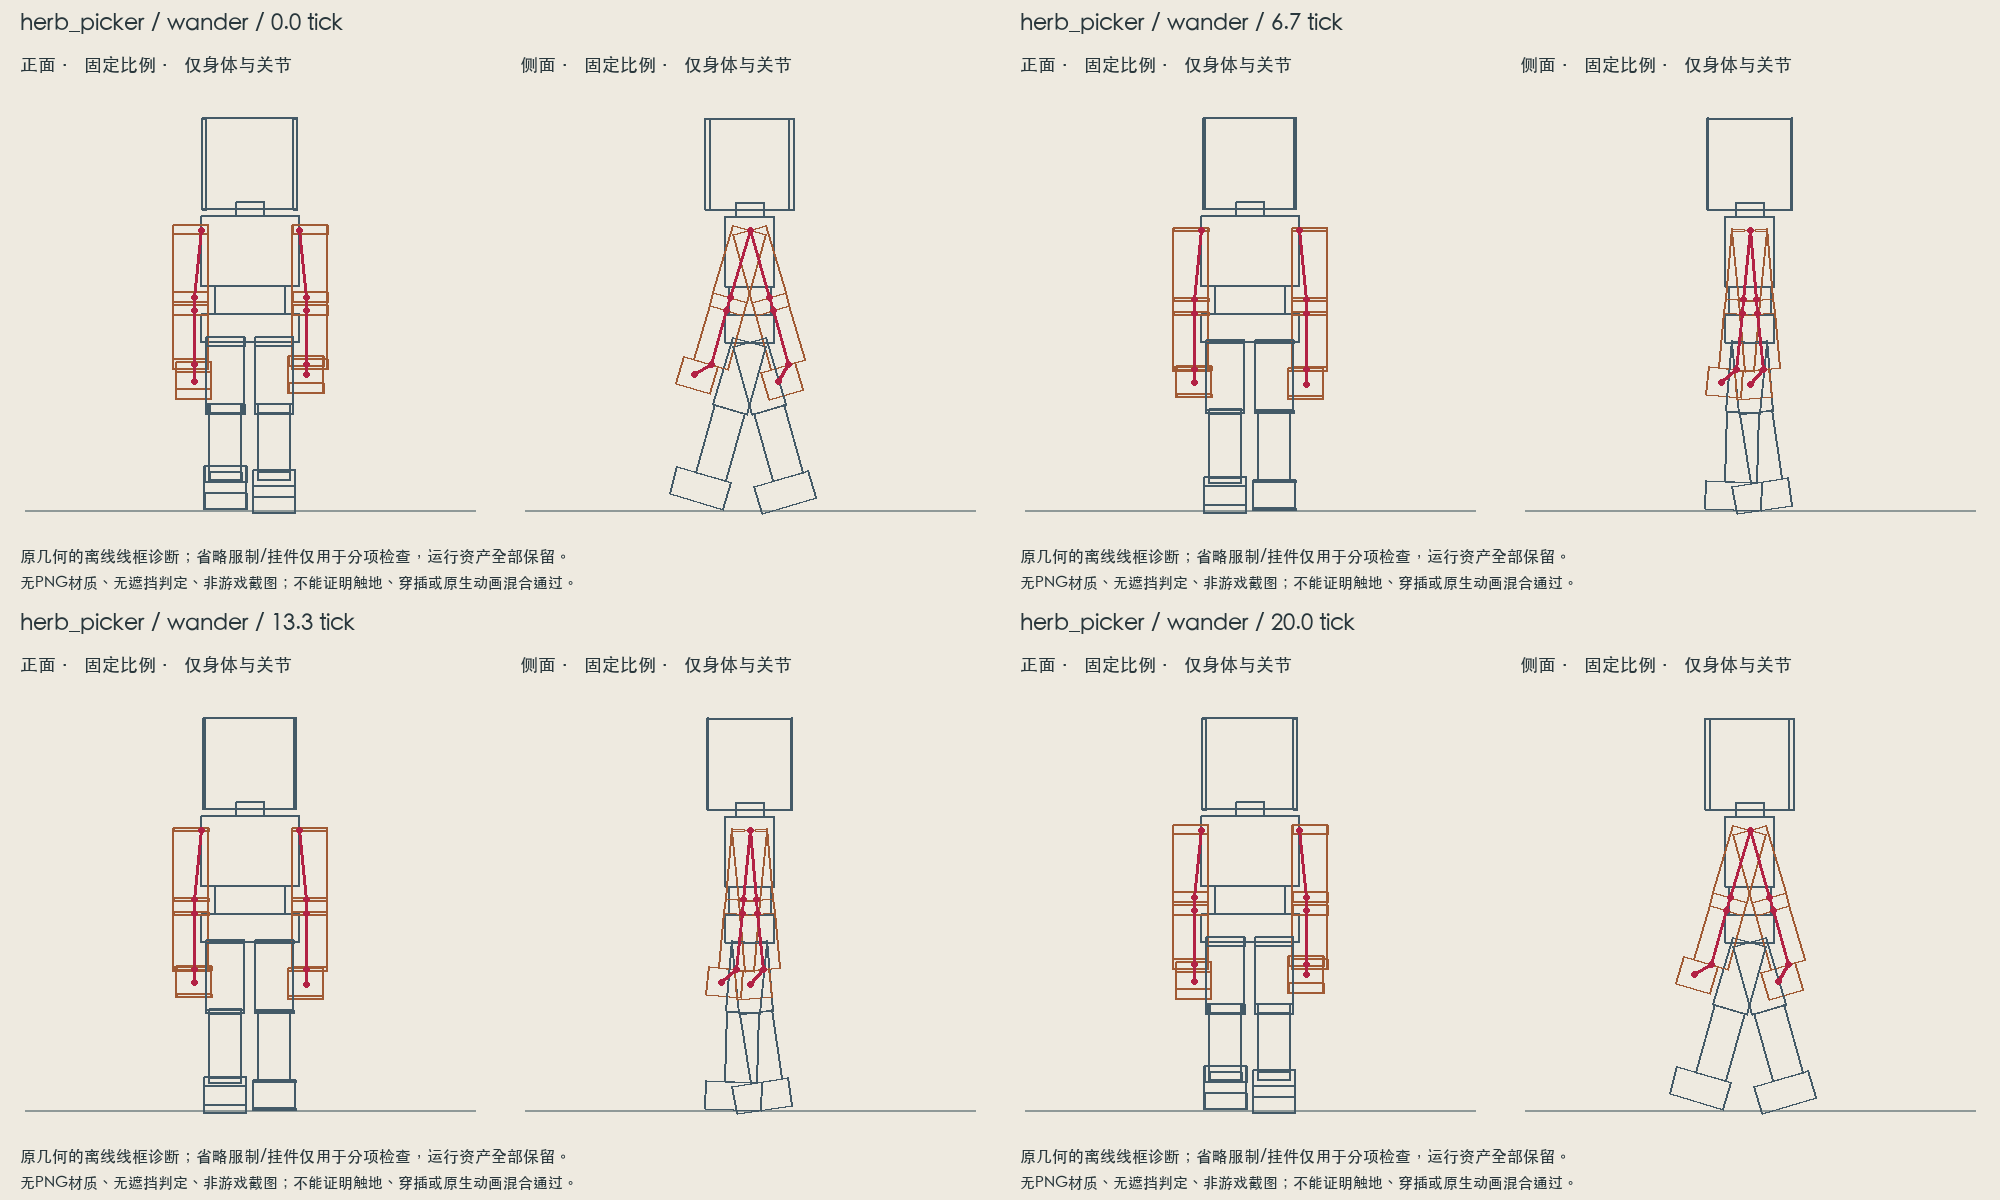 herb_picker / wander / 0.0 tick
正面 · 固定比例 · 仅身体与关节
侧面 · 固定比例 · 仅身体与关节
原几何的离线线框诊断；省略服制/挂件仅用于分项检查，运行资产全部保留。
无PNG材质、无遮挡判定、非游戏截图；不能证明触地、穿插或原生动画混合通过。
herb_picker / wander / 6.7 tick
正面 · 固定比例 · 仅身体与关节
侧面 · 固定比例 · 仅身体与关节
原几何的离线线框诊断；省略服制/挂件仅用于分项检查，运行资产全部保留。
无PNG材质、无遮挡判定、非游戏截图；不能证明触地、穿插或原生动画混合通过。
herb_picker / wander / 13.3 tick
正面 · 固定比例 · 仅身体与关节
侧面 · 固定比例 · 仅身体与关节
原几何的离线线框诊断；省略服制/挂件仅用于分项检查，运行资产全部保留。
无PNG材质、无遮挡判定、非游戏截图；不能证明触地、穿插或原生动画混合通过。
herb_picker / wander / 20.0 tick
正面 · 固定比例 · 仅身体与关节
侧面 · 固定比例 · 仅身体与关节
原几何的离线线框诊断；省略服制/挂件仅用于分项检查，运行资产全部保留。
无PNG材质、无遮挡判定、非游戏截图；不能证明触地、穿插或原生动画混合通过。